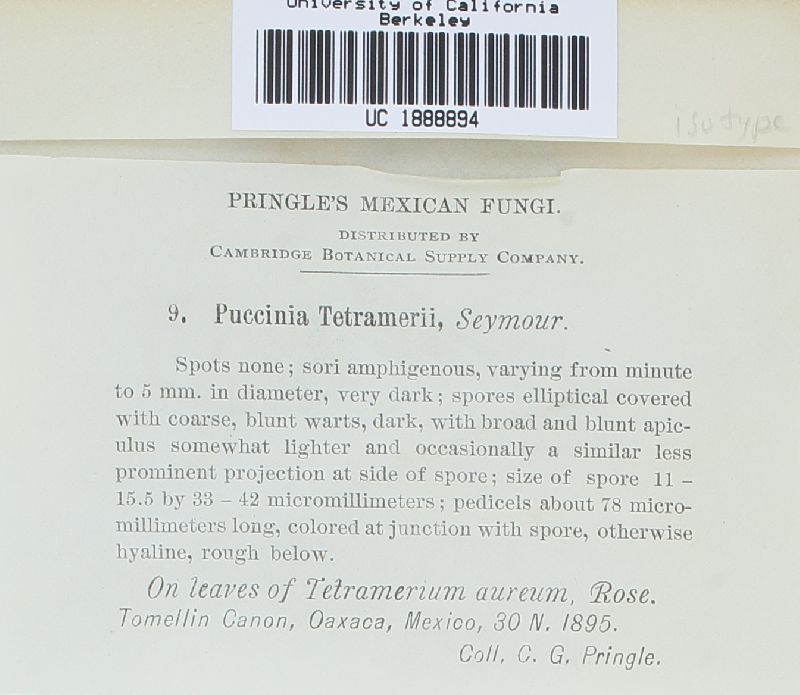 University of California
Berkeley
UC 1888894
isotype
PRINGLE'S MEXICAN FUNGI.
DISTRIBUTED BY
CAMBRIDGE BOTANICAL SUPPLY COMPANY.
9. Puccinia Tetramerii, Seymour.
Spots none; sori amphigenous, varying from minute
to 5 mm. in diameter, very dark; spores elliptical covered
with coarse, blunt warts, dark, with broad and blunt apic-
ulus somewhat lighter and occasionally a similar less
prominent projection at side of spore; size of spore 11 –
15.5 by 33 – 42 micromillimeters; pedicels about 78 micro-
millimeters long, colored at junction with spore, otherwise
hyaline, rough below.
On leaves of Tetramerium aureum, Rose.
Tomellin Canon, Oaxaca, Mexico, 30 N. 1895.
Coll. C. G. Pringle.